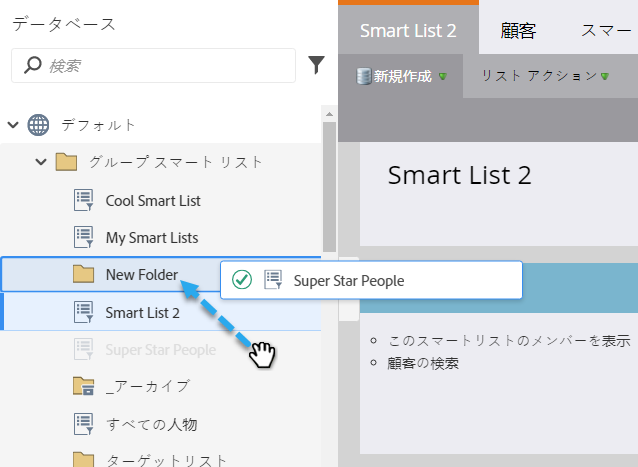 データベース
検索
デフォルト
グループ スマート リスト
Cool Smart List
My Smart Lists
New Folder
Super Star People
Smart List 2
Super Star People
_アーカイブ
すべての人物
ターゲットリスト
Smart List 2
顧客
スマー
新規作成
リスト アクション
Smart List 2
このスマートリストのメンバーを表示
顧客の検索